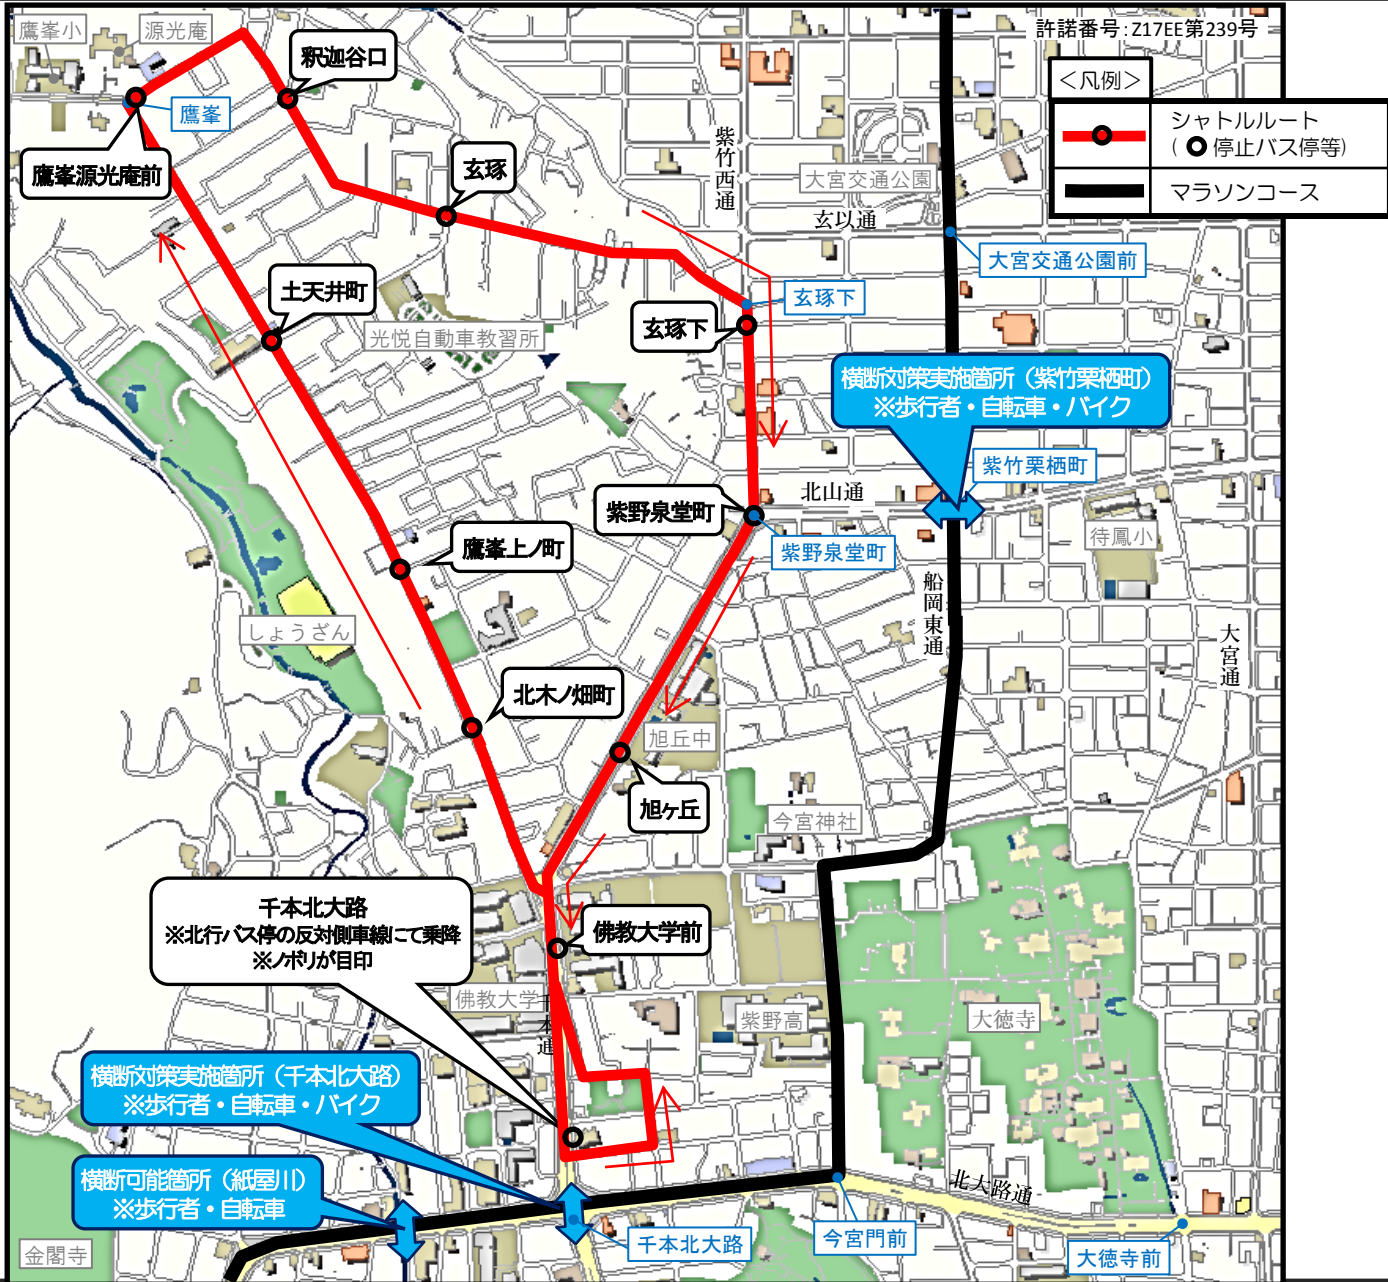 許諾番号:Z17EE第239号
＜凡例＞
シャトルルート
(　停止バス停等)
マラソンコース
鷹峯小
源光庵
釈迦谷口
鷹峯
鷹峯源光庵前
玄琢
紫竹西通
大宮交通公園
玄以通
大宮交通公園前
土天井町
光悦自動車教習所
玄琢下
玄琢下
横断対策実施箇所（紫竹栗栖町）
※歩行者・自転車・バイク
紫竹栗栖町
北山通
紫野泉堂町
紫野泉堂町
待鳳小
鷹峯上ノ町
船岡東通
大宮通
しょうざん
北木ノ畑町
旭丘中
旭ヶ丘
今宮神社
千本北大路
※北行バス停の反対側車線にて乗降
※ノボリが目印
佛教大学前
佛教大学
千本通
紫野高
大徳寺
横断対策実施箇所（千本北大路）
※歩行者・自転車・バイク
横断可能箇所（紙屋川）
※歩行者・自転車
金閣寺
千本北大路
今宮門前
北大路通
大徳寺前